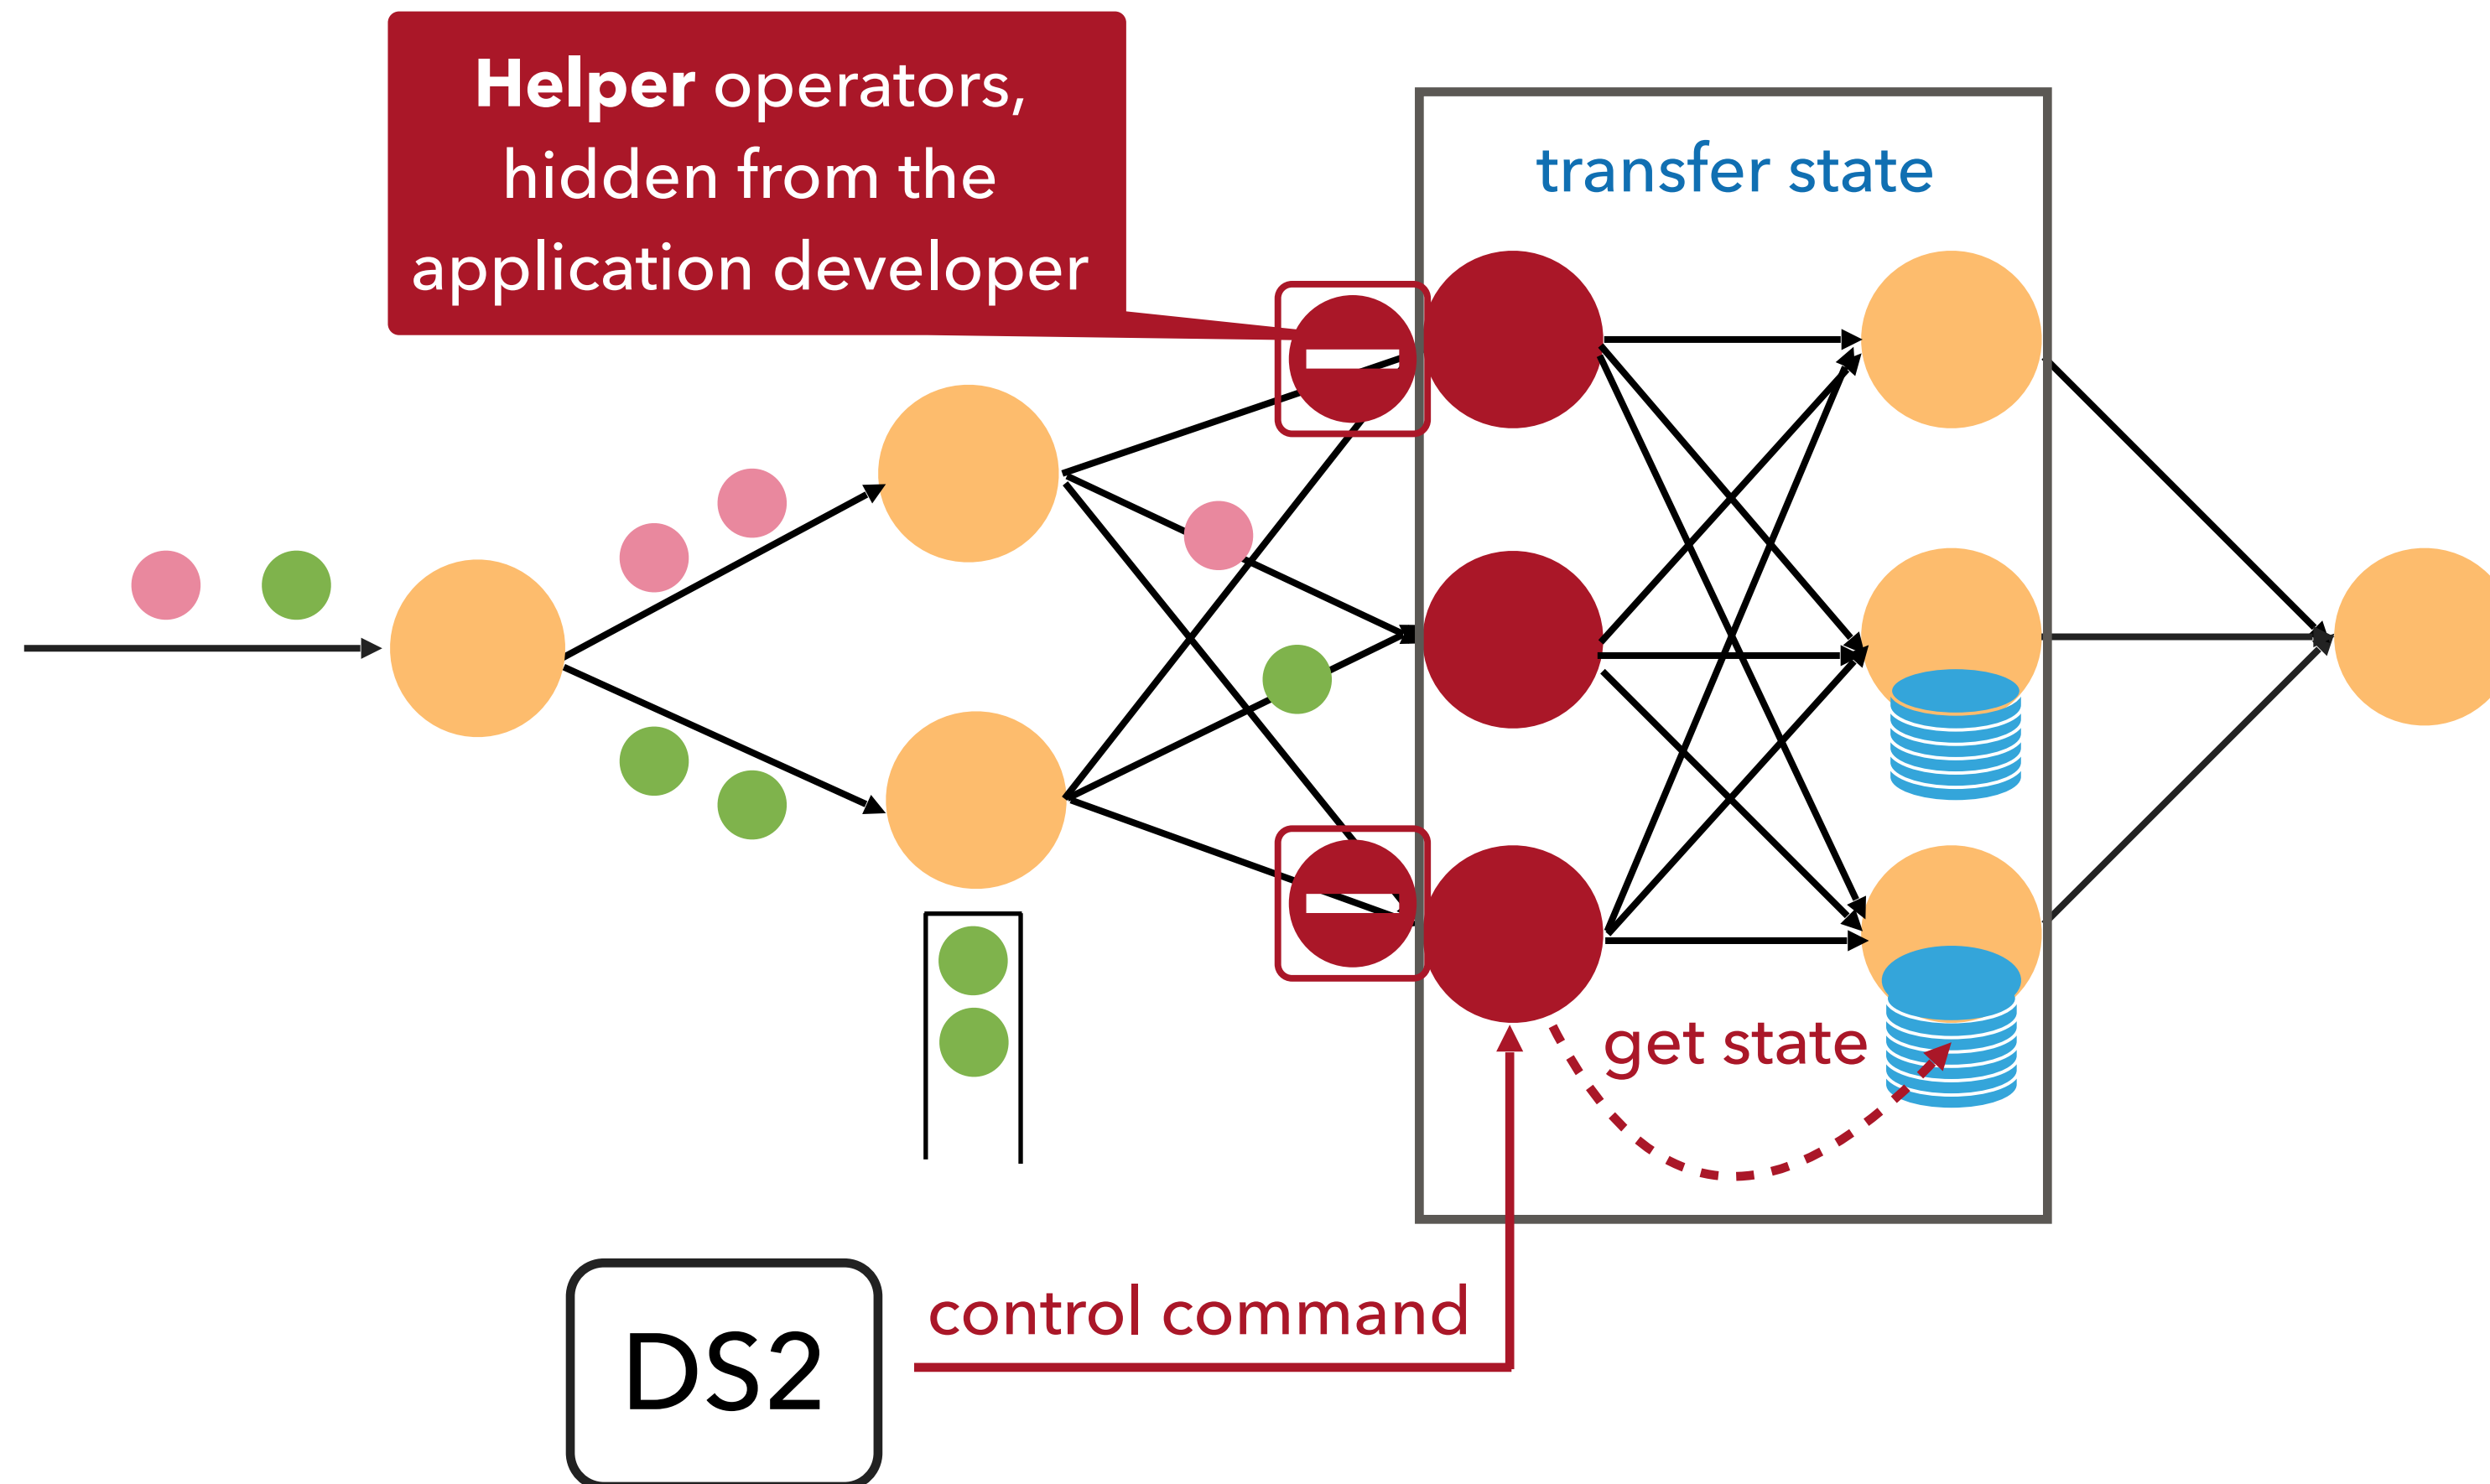 Helper operators,
hidden from the
application developer
transfer state
get state
control command
DS2